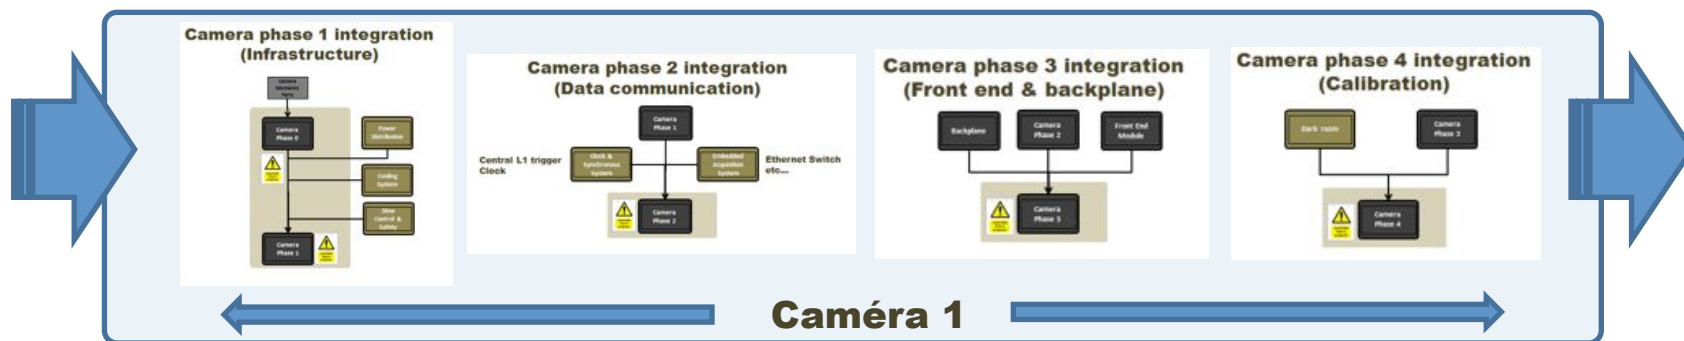 Camera phase 1 integration
(Infrastructure)
Camera
Mechanics
Party
Camera
Phase 0
Power
Distribution
Cooling
System
Slow
Control &
Safety
Camera
Phase 1
Camera phase 2 integration
(Data communication)
Camera
Phase 1
Central L1 trigger
Clock
Clock &
Synchronous
System
Embedded
Acquisition
System
Ethernet Switch
etc...
Camera
Phase 2
Camera phase 3 integration
(Front end & backplane)
Backplane
Camera
Phase 2
Front End
Module
Camera
Phase 3
Camera phase 4 integration
(Calibration)
Dark room
Camera
Phase 3
Camera
Phase 4
Caméra 1